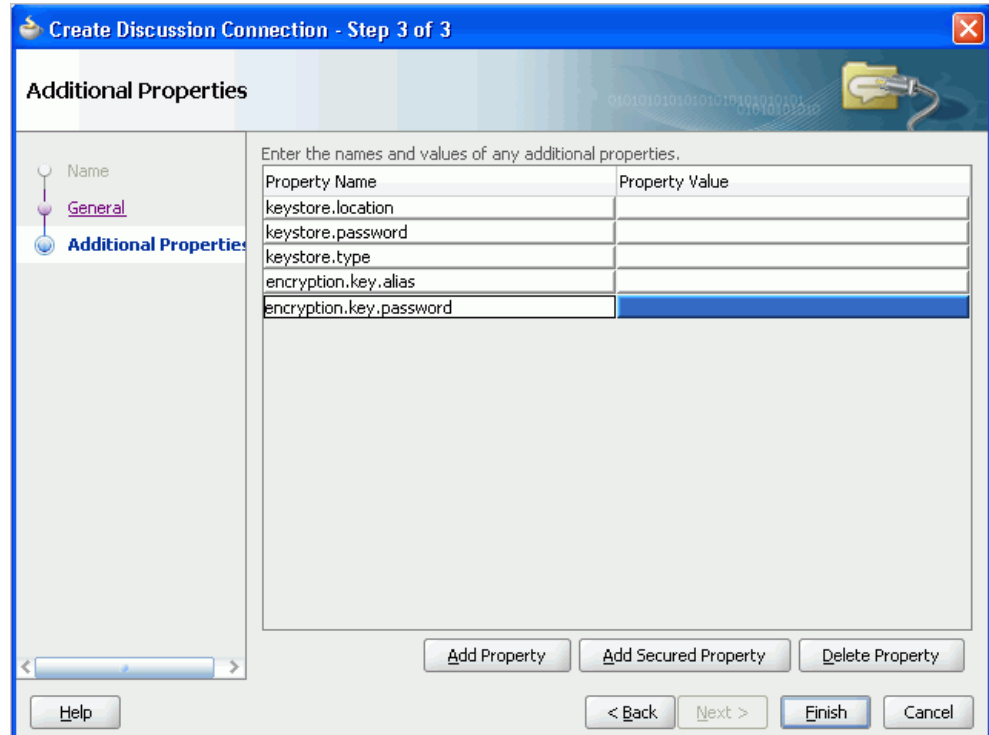 Create Discussion Connection - Step 3 of 3
Additional Properties
Name
General
Additional Properties
Enter the names and values of any additional properties.
Property Name Property Value
keystore.location
keystore.password
keystore.type
encryption.key.alias
encryption.key.password
Add Property Add Secured Property Delete Property
Help < Back Next > Finish Cancel